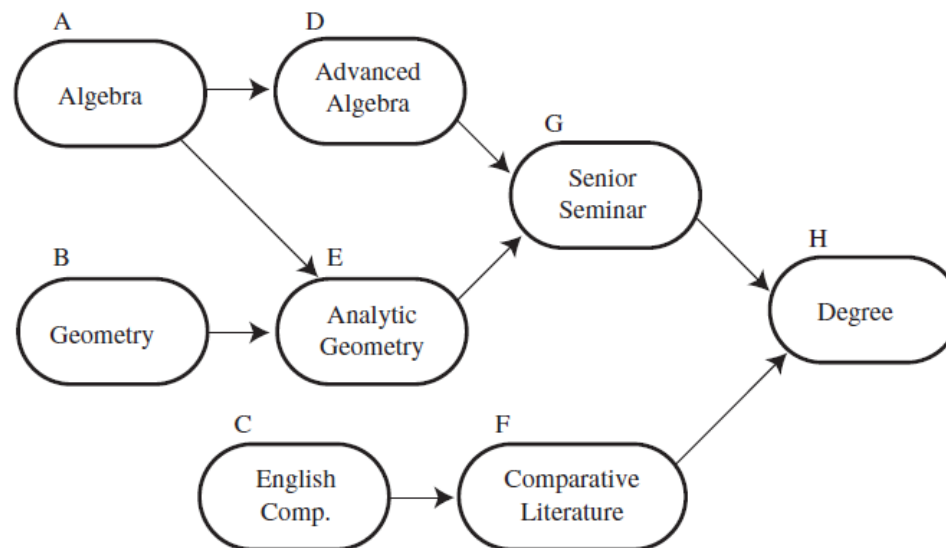 A
Algebra
D
Advanced
Algebra
G
Senior
Seminar
B
Geometry
E
Analytic
Geometry
H
Degree
C
English
Comp.
F
Comparative
Literature